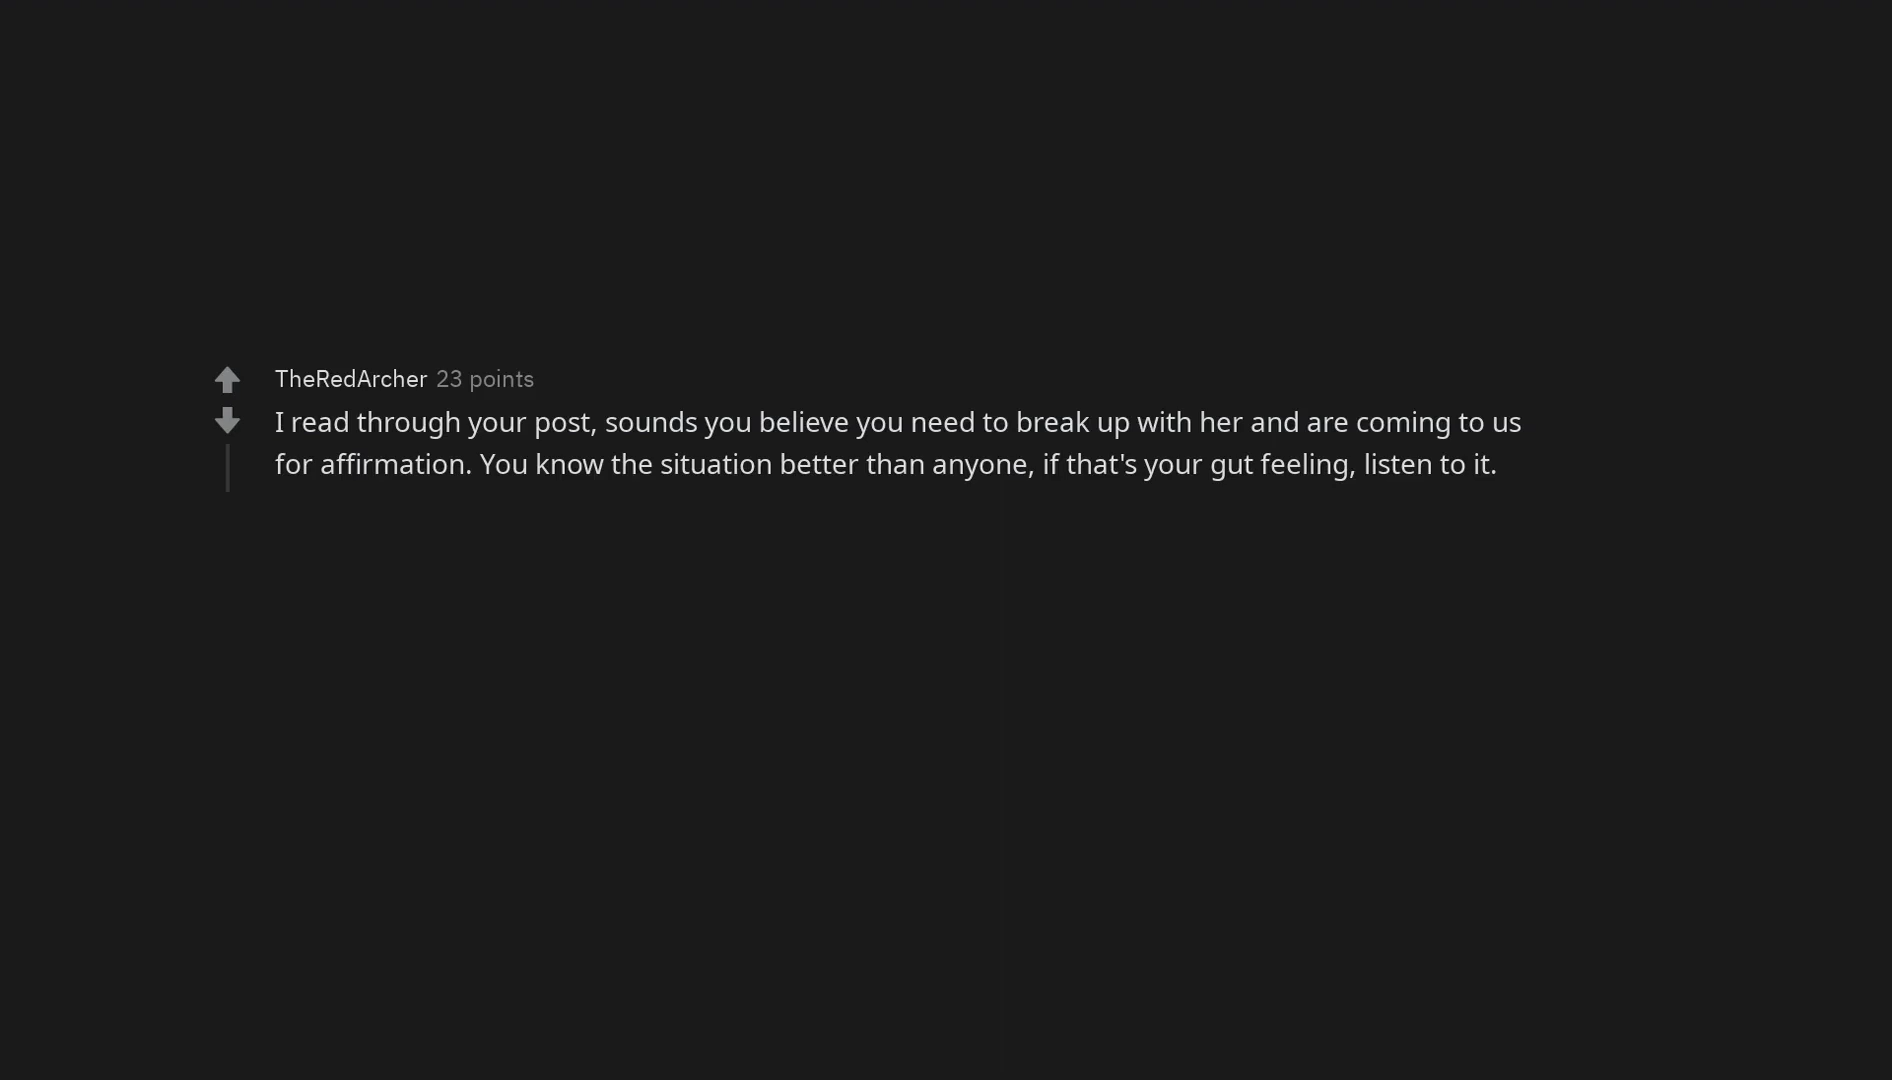 TheRedArcher 23 points
I read through your post, sounds you believe you need to break up with her and are coming to us
for affirmation. You know the situation better than anyone, if that's your gut feeling, listen to it.